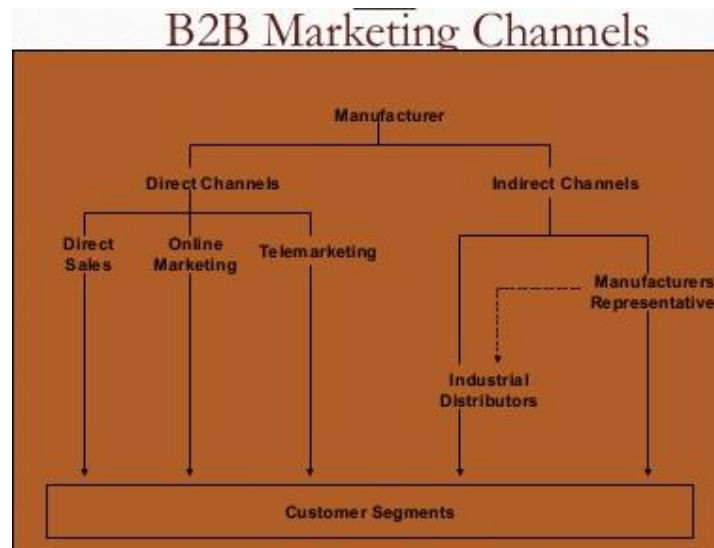 B2B Marketing Channels
Manufacturer
Direct Channels
Indirect Channels
Direct
Sales
Online
Marketing
Telemarketing
Manufacturers
Representative
Industrial
Distributors
Customer Segments